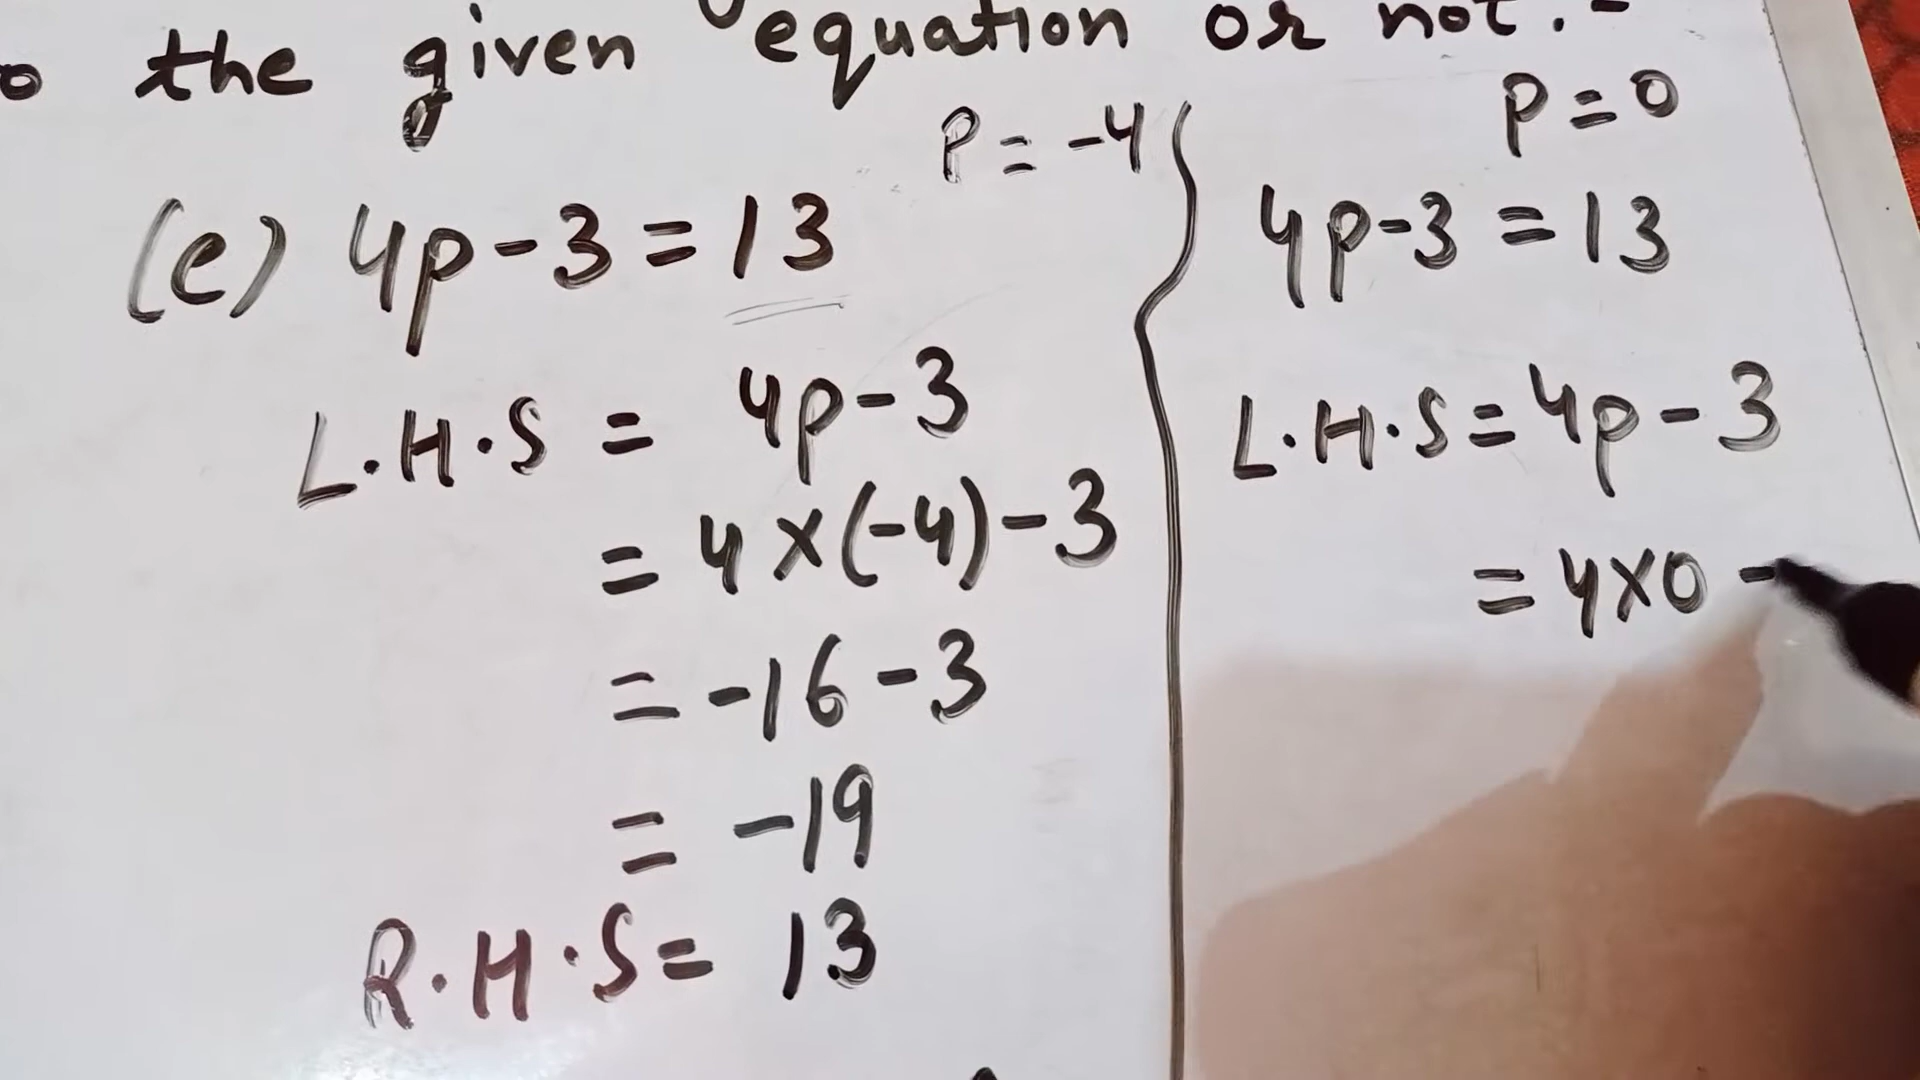 the given equation or not.-
P = -4
(e) 4p - 3 = 13
L.H.S = 4p - 3
= 4 × (-4) - 3
= -16 - 3
= -19
R.H.S = 13
P = 0
4p - 3 = 13
L.H.S = 4p - 3
= 4×0 -